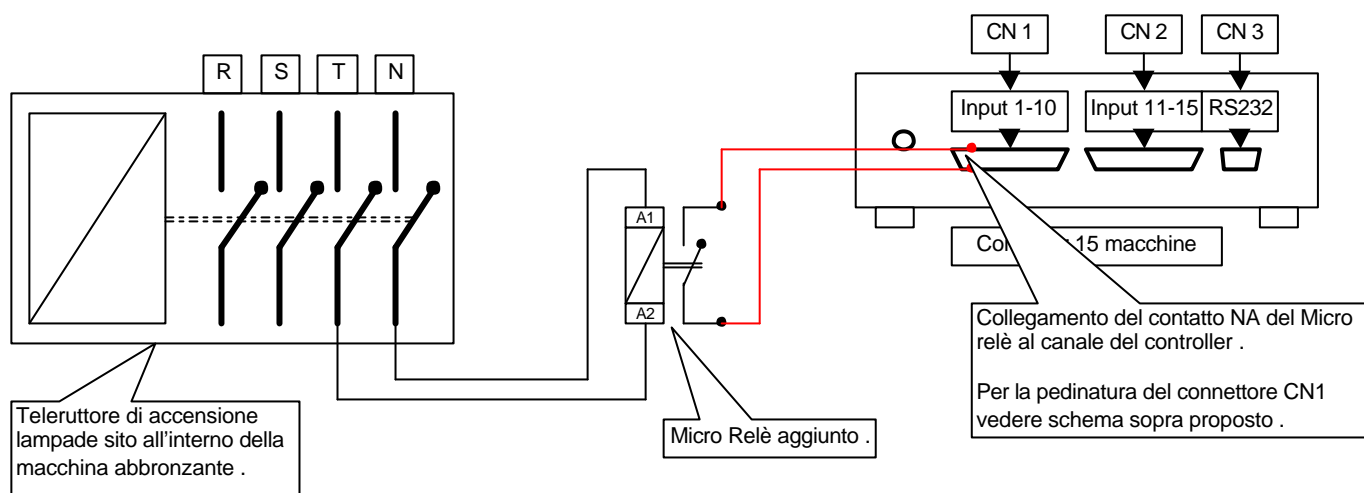 R S T N
CN 1 CN 2 CN 3
Input 1-10 Input 11-15 RS232
A1
A2
15 macchine
Teleruttore di accensione
lampade sito all'interno della
macchina abbronzante .
Micro Relè aggiunto .
Collegamento del contatto NA del Micro
relè al canale del controller .
Per la pedinatura del connettore CN1
vedere schema sopra proposto .